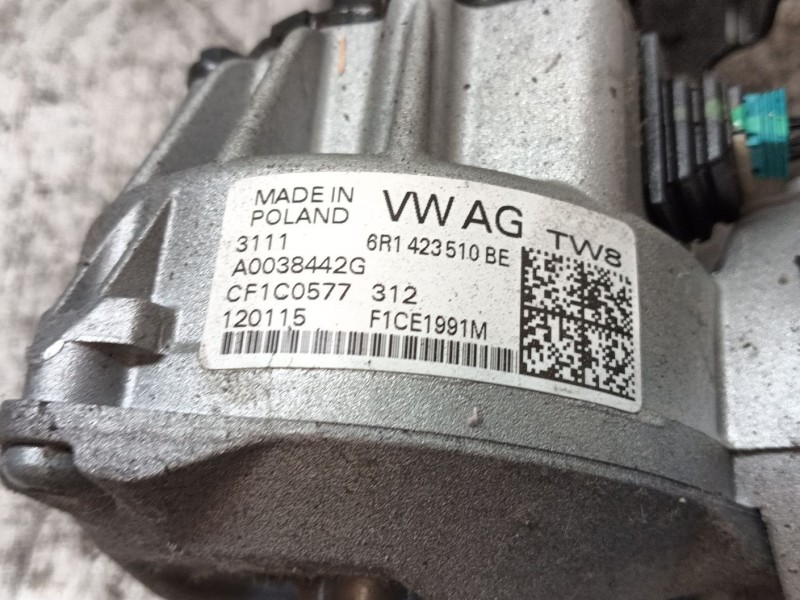 MADE IN
POLAND
VW AG
TW8
3111
6R1 423 510 BE
A0038442G
CF1C0577 312
120115
F1CE1991M